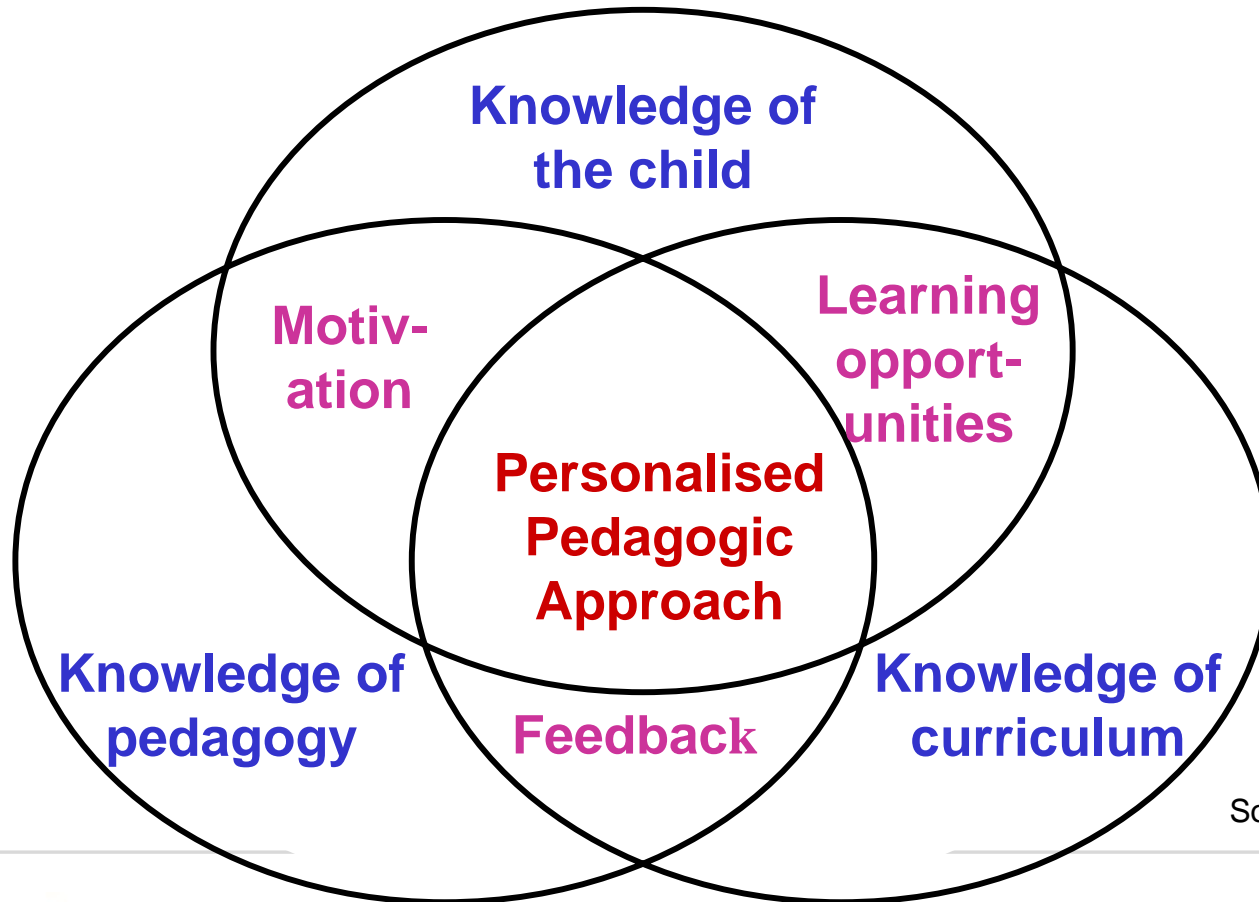 Knowledge of
the child
Motiv-
ation
Learning
opport-
unities
Personalised
Pedagogic
Approach
Knowledge of
pedagogy
Feedback
Knowledge of
curriculum